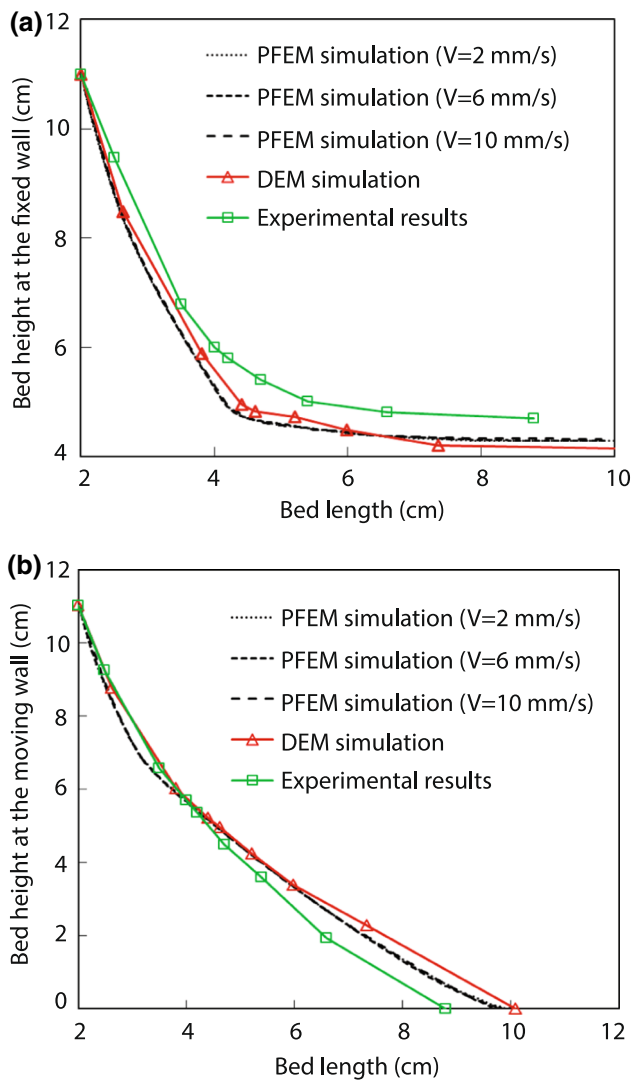 (a)
12
10
8
6
4
Bed height at the fixed wall (cm)
PFEM simulation (V=2 mm/s)
PFEM simulation (V=6 mm/s)
PFEM simulation (V=10 mm/s)
DEM simulation
Experimental results
2 4 6 8 10
Bed length (cm)
(b)
12
10
8
6
4
2
0
Bed height at the moving wall (cm)
PFEM simulation (V=2 mm/s)
PFEM simulation (V=6 mm/s)
PFEM simulation (V=10 mm/s)
DEM simulation
Experimental results
2 4 6 8 10 12
Bed length (cm)